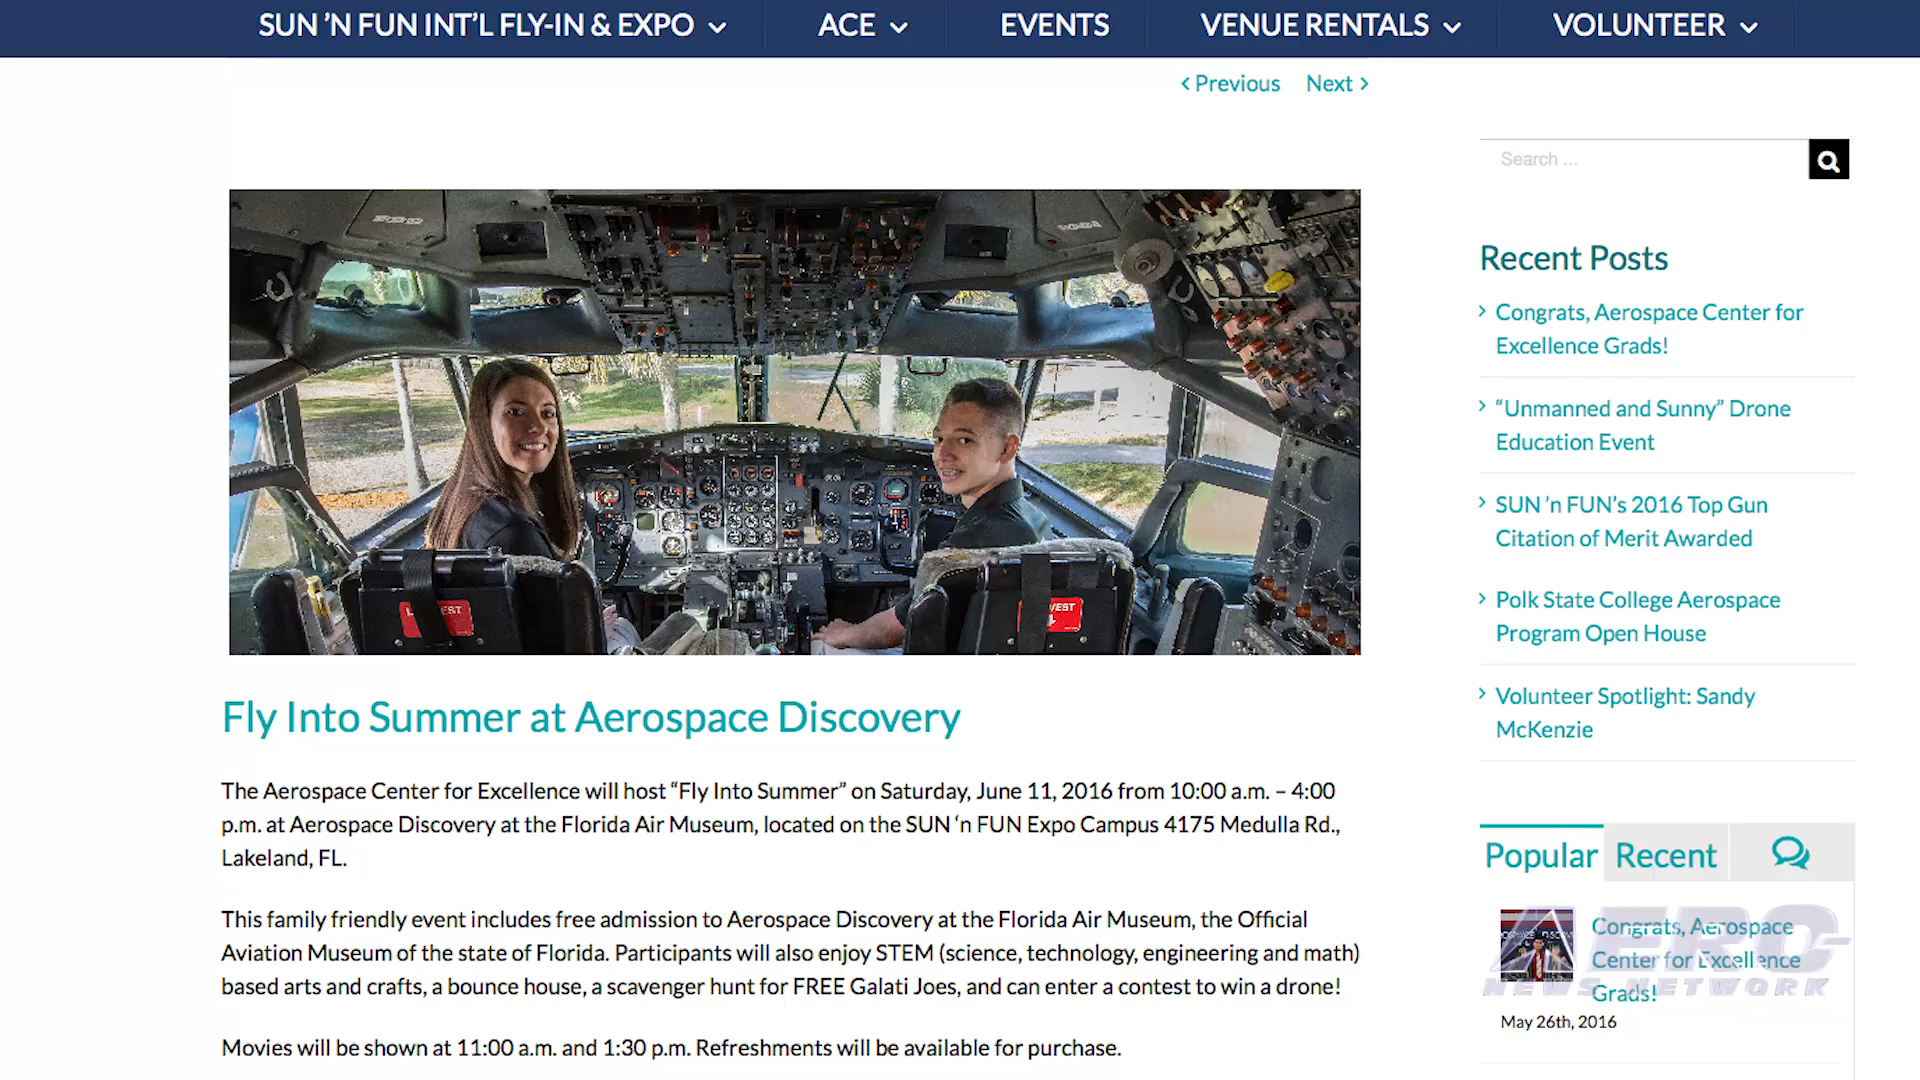 SUN 'N FUN INT'L FLY-IN & EXPO
ACE
EVENTS
VENUE RENTALS
VOLUNTEER
Previous
Next
Search ...
Recent Posts
Congrats, Aerospace Center for
Excellence Grads!
“Unmanned and Sunny” Drone
Education Event
SUN ’n FUN’s 2016 Top Gun
Citation of Merit Awarded
Polk State College Aerospace
Program Open House
Volunteer Spotlight: Sandy
McKenzie
Fly Into Summer at Aerospace Discovery
The Aerospace Center for Excellence will host “Fly Into Summer” on Saturday, June 11, 2016 from 10:00 a.m. – 4:00
p.m. at Aerospace Discovery at the Florida Air Museum, located on the SUN ‘n FUN Expo Campus 4175 Medulla Rd.,
Lakeland, FL.
This family friendly event includes free admission to Aerospace Discovery at the Florida Air Museum, the Official
Aviation Museum of the state of Florida. Participants will also enjoy STEM (science, technology, engineering and math)
based arts and crafts, a bounce house, a scavenger hunt for FREE Galati Joes, and can enter a contest to win a drone!
Movies will be shown at 11:00 a.m. and 1:30 p.m. Refreshments will be available for purchase.
Popular
Recent
Congrats, Aerospace
Center for Excellence
Grads!
May 26th, 2016
AERO-
NEWS NETWORK